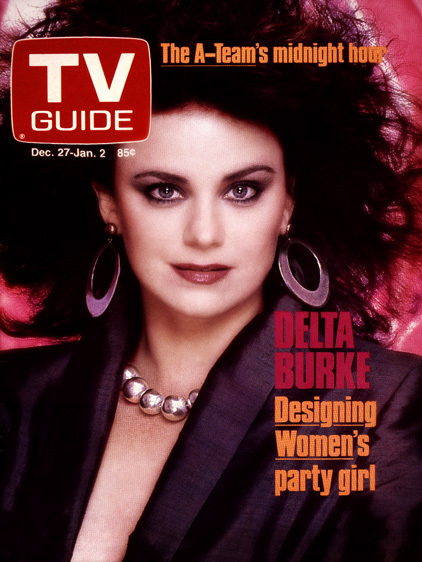 The A-Team's midnight hour
TV
GUIDE
®
Dec. 27-Jan. 2 85¢
DELTA
BURKE
Designing
Women's
party girl